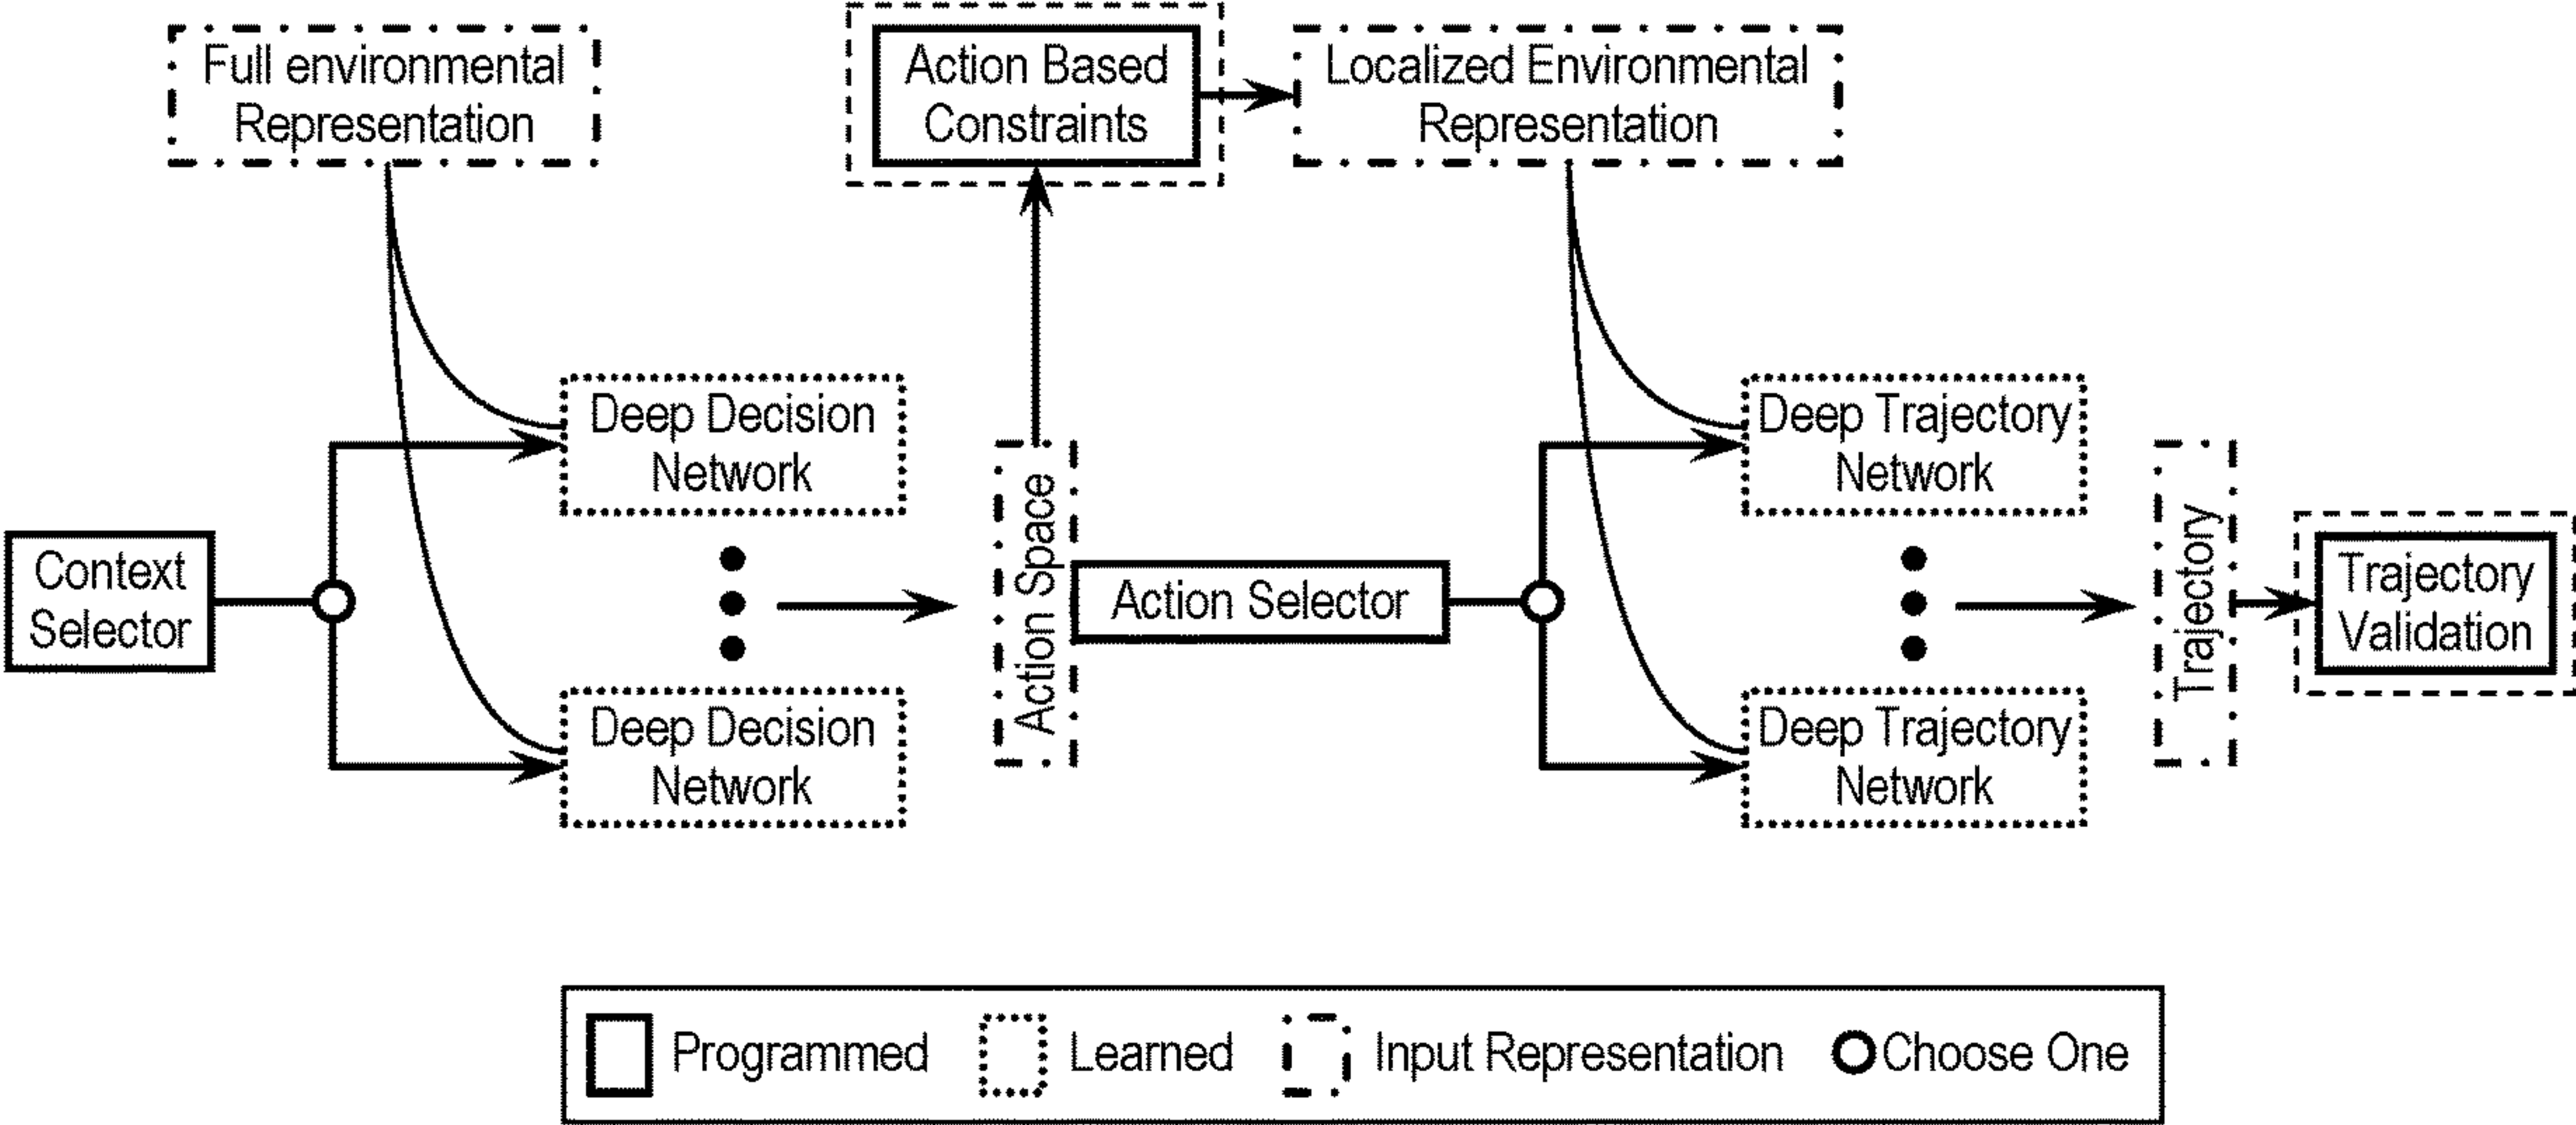 Full environmental
Representation
Action Based
Constraints
Localized Environmental
Representation
Deep Decision
Network
Deep Trajectory
Network
Context
Selector
Action Space
Action Selector
Trajectory
Trajectory
Validation
Deep Decision
Network
Deep Trajectory
Network
Programmed
Learned
Input Representation
Choose One